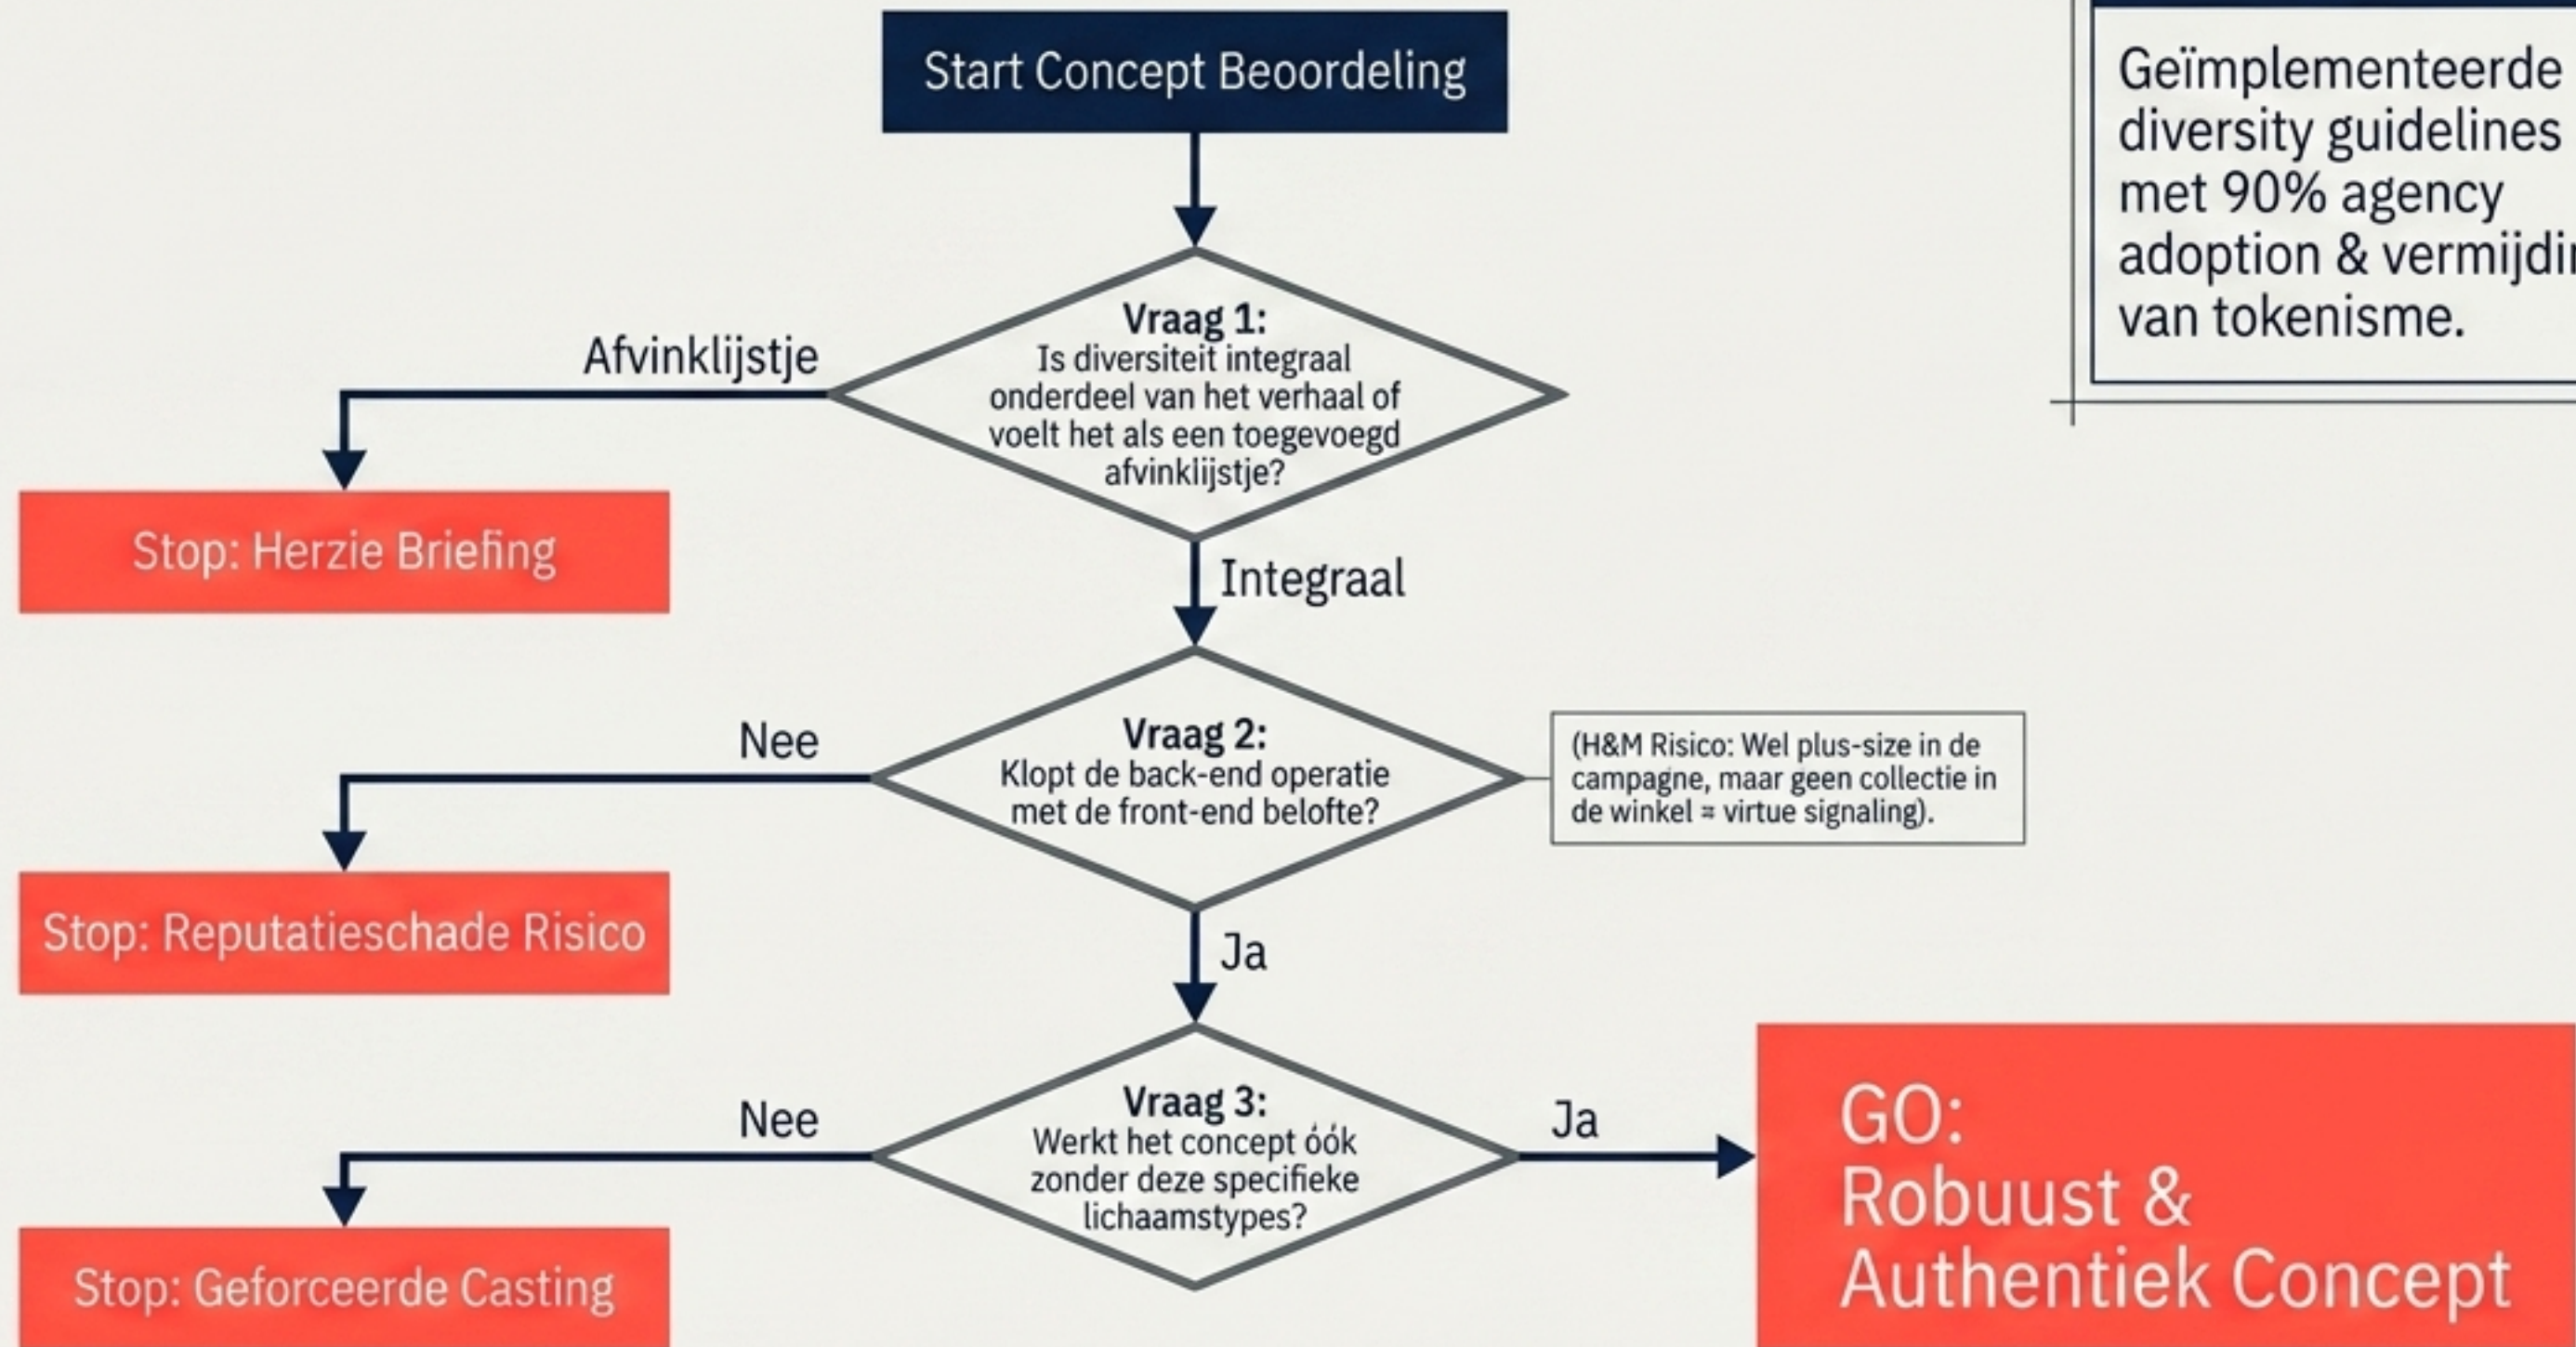 Start Concept Beoordeling
Geïmplementeerde
diversity guidelines
met 90% agency
adoption &
van tokenisme.
Vraag 1:
Is diversiteit integraal
onderdeel van het verhaal of
voelt het als een toegevoegd
afvinklijstje?
Afvinklijstje
Stop: Herzie Briefing
Integraal
Vraag 2:
Klopt de back-end operatie
met de front-end belofte?
(H&M Risico: Wel plus-size in de
campagne, maar geen collectie in
de winkel = virtue signaling).
Nee
Stop: Reputatieschade Risico
Ja
Vraag 3:
Werkt het concept óók
zonder deze specifieke
lichaamstypes?
Nee
Stop: Geforceerde Casting
Ja
GO:
Robuust &
Authentiek Concept